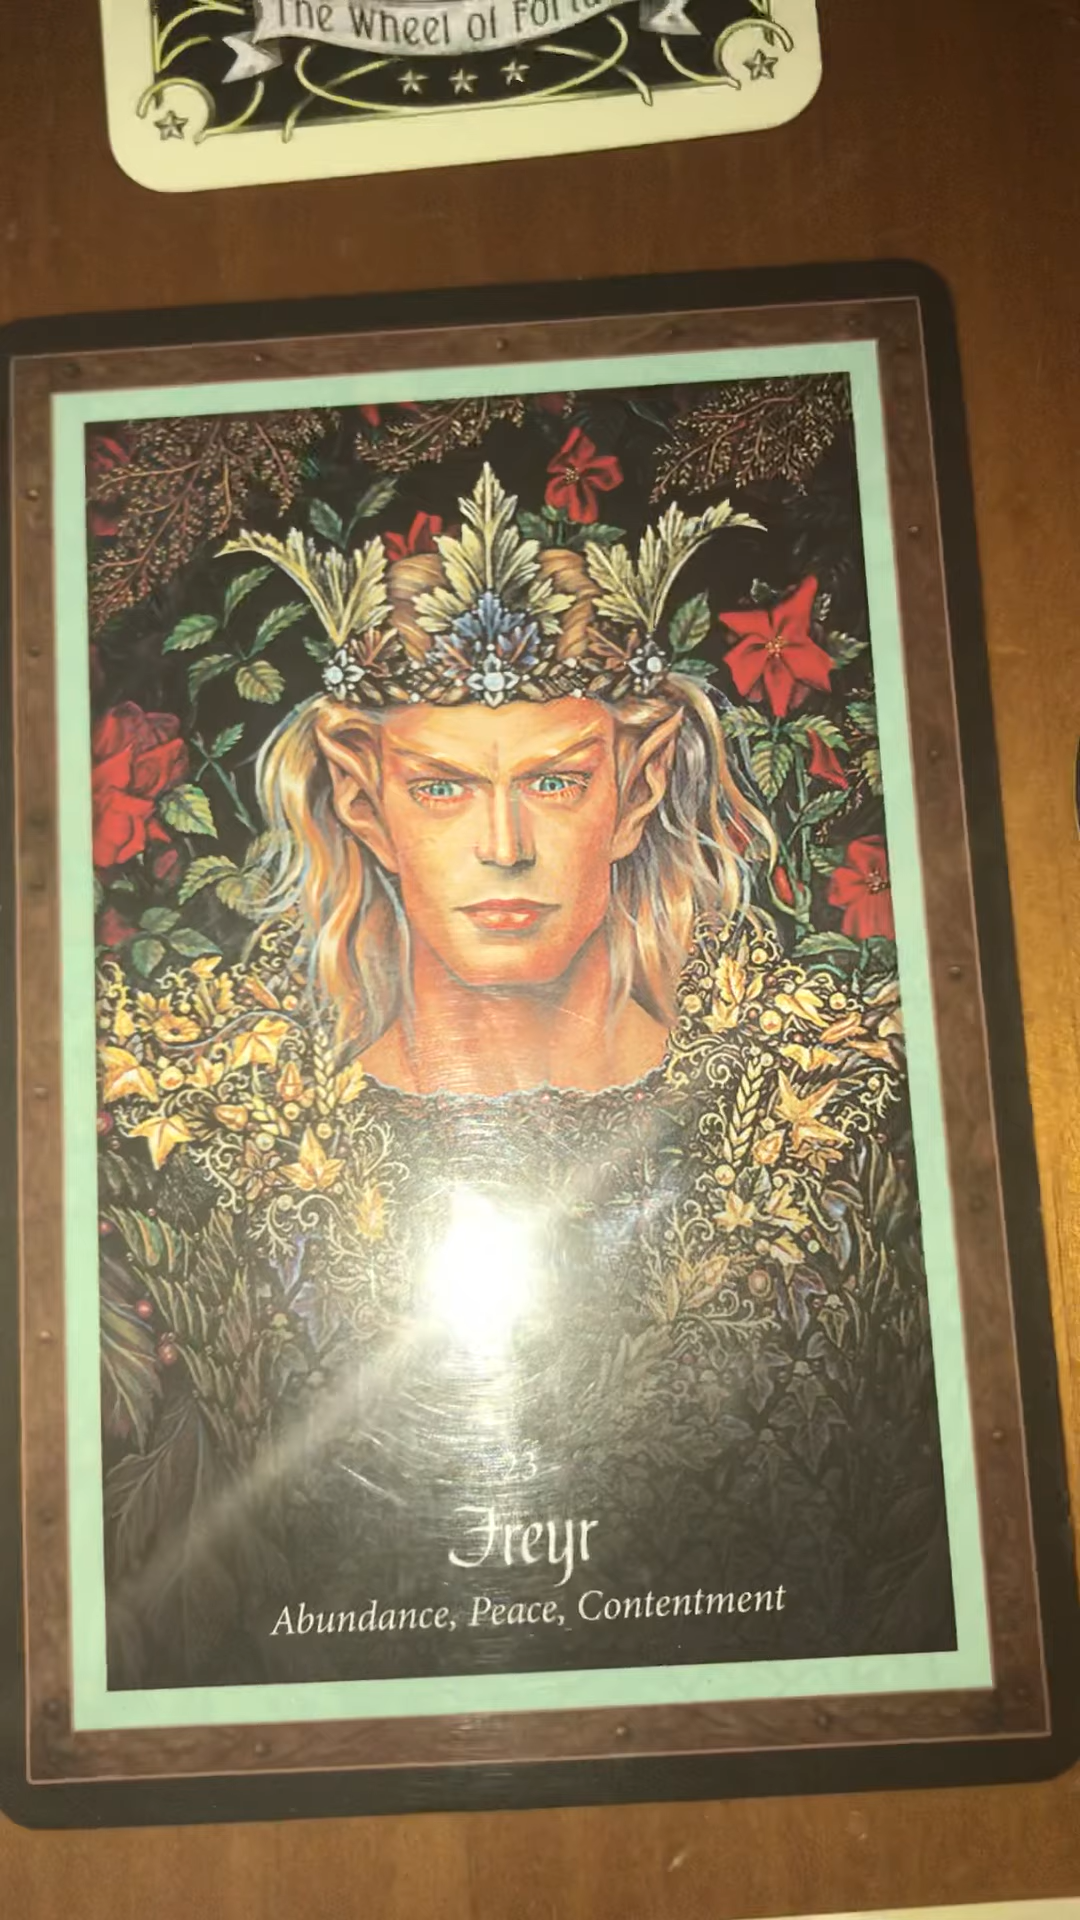 The Wheel of
23
Freyr
Abundance, Peace, Contentment